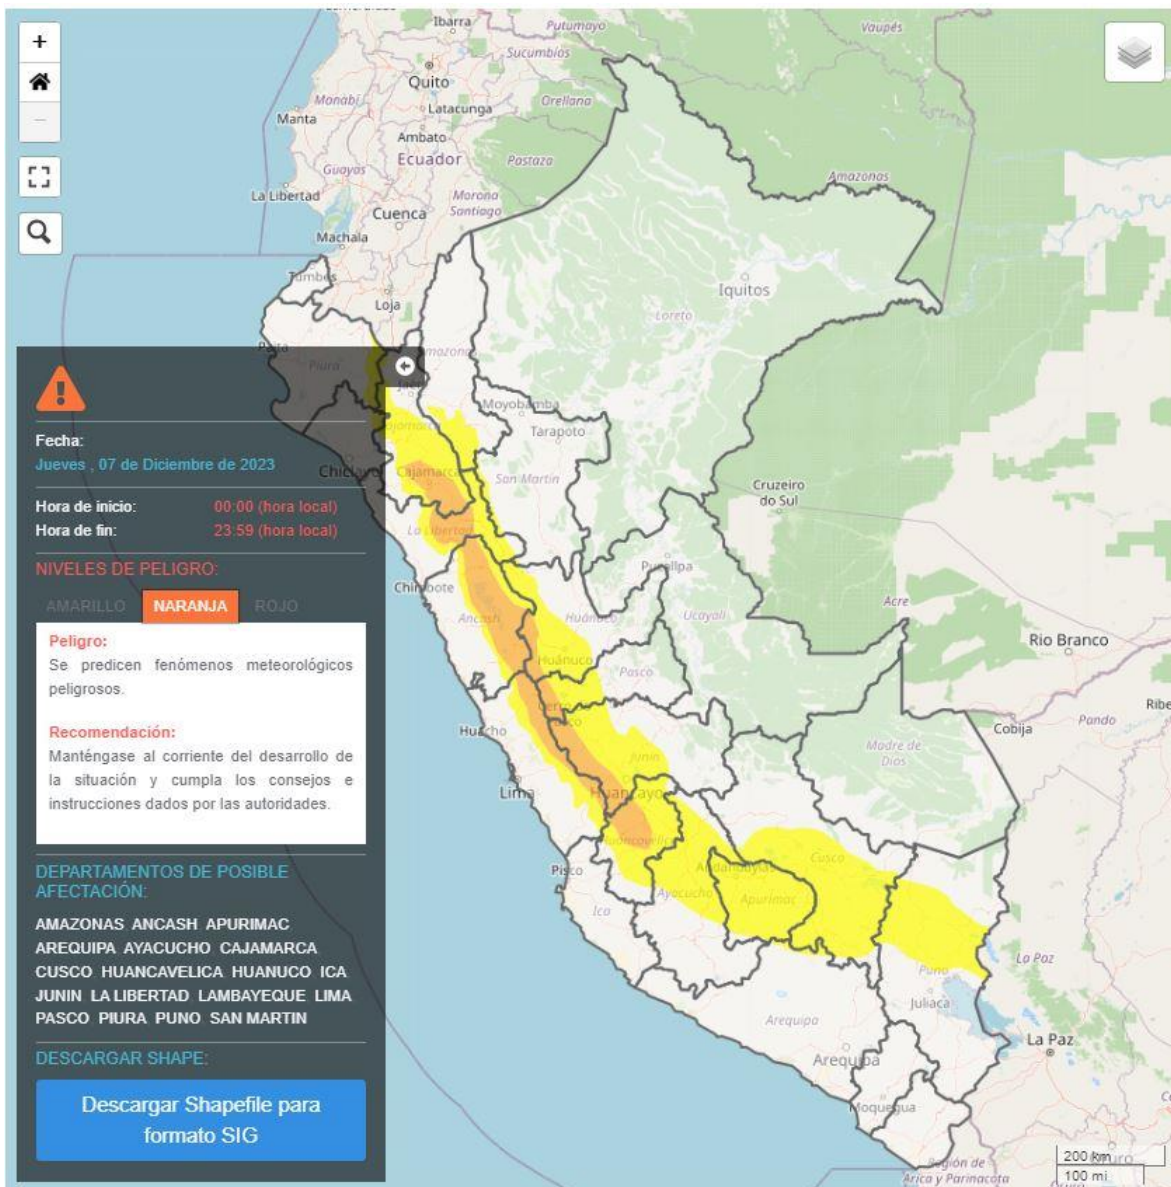 Ibarra
Putumayo
Vaupés
Sucumbíos
Quito
Manabí
Latacunga
Orellana
Manta
Ambato
Ecuador
Pastaza
Guayas
Amazonas
La Libertad
Morona
Santiago
Cuenca
Machala
Tumbes
Loja
Iquitos
Loreto
Piura
Jaén
Moyobamba
Tarapoto
Cajamarca
Chiclayo
Cajamarca
San Martín
Cruzeiro
do Sul
La Libertad
Chimbote
Pucallpa
Ancash
Huánuco
Ucayali
Acre
Rio Branco
Huánuco
Pasco
Huacho
Cobija
Pando
Ribe
Madre de
Dios
Junín
Lima
Huancayo
Huancavelica
Pisco
Andahuaylas
Cusco
Ica
Ayacucho
Apurímac
La Paz
Puno
Juliaca
Arequipa
Arequipa
La Paz
Moquegua
Región de
Arica y Parinacota
200 km
100 mi
Fecha:
Jueves , 07 de Diciembre de 2023
Hora de inicio: 00:00 (hora local)
Hora de fin: 23:59 (hora local)
NIVELES DE PELIGRO:
AMARILLO NARANJA ROJO
Peligro:
Se predicen fenómenos meteorológicos
peligrosos.
Recomendación:
Manténgase al corriente del desarrollo de
la situación y cumpla los consejos e
instrucciones dados por las autoridades.
DEPARTAMENTOS DE POSIBLE
AFECTACIÓN:
AMAZONAS ANCASH APURIMAC
AREQUIPA AYACUCHO CAJAMARCA
CUSCO HUANCAVELICA HUANUCO ICA
JUNIN LA LIBERTAD LAMBAYEQUE LIMA
PASCO PIURA PUNO SAN MARTIN
DESCARGAR SHAPE:
Descargar Shapefile para
formato SIG